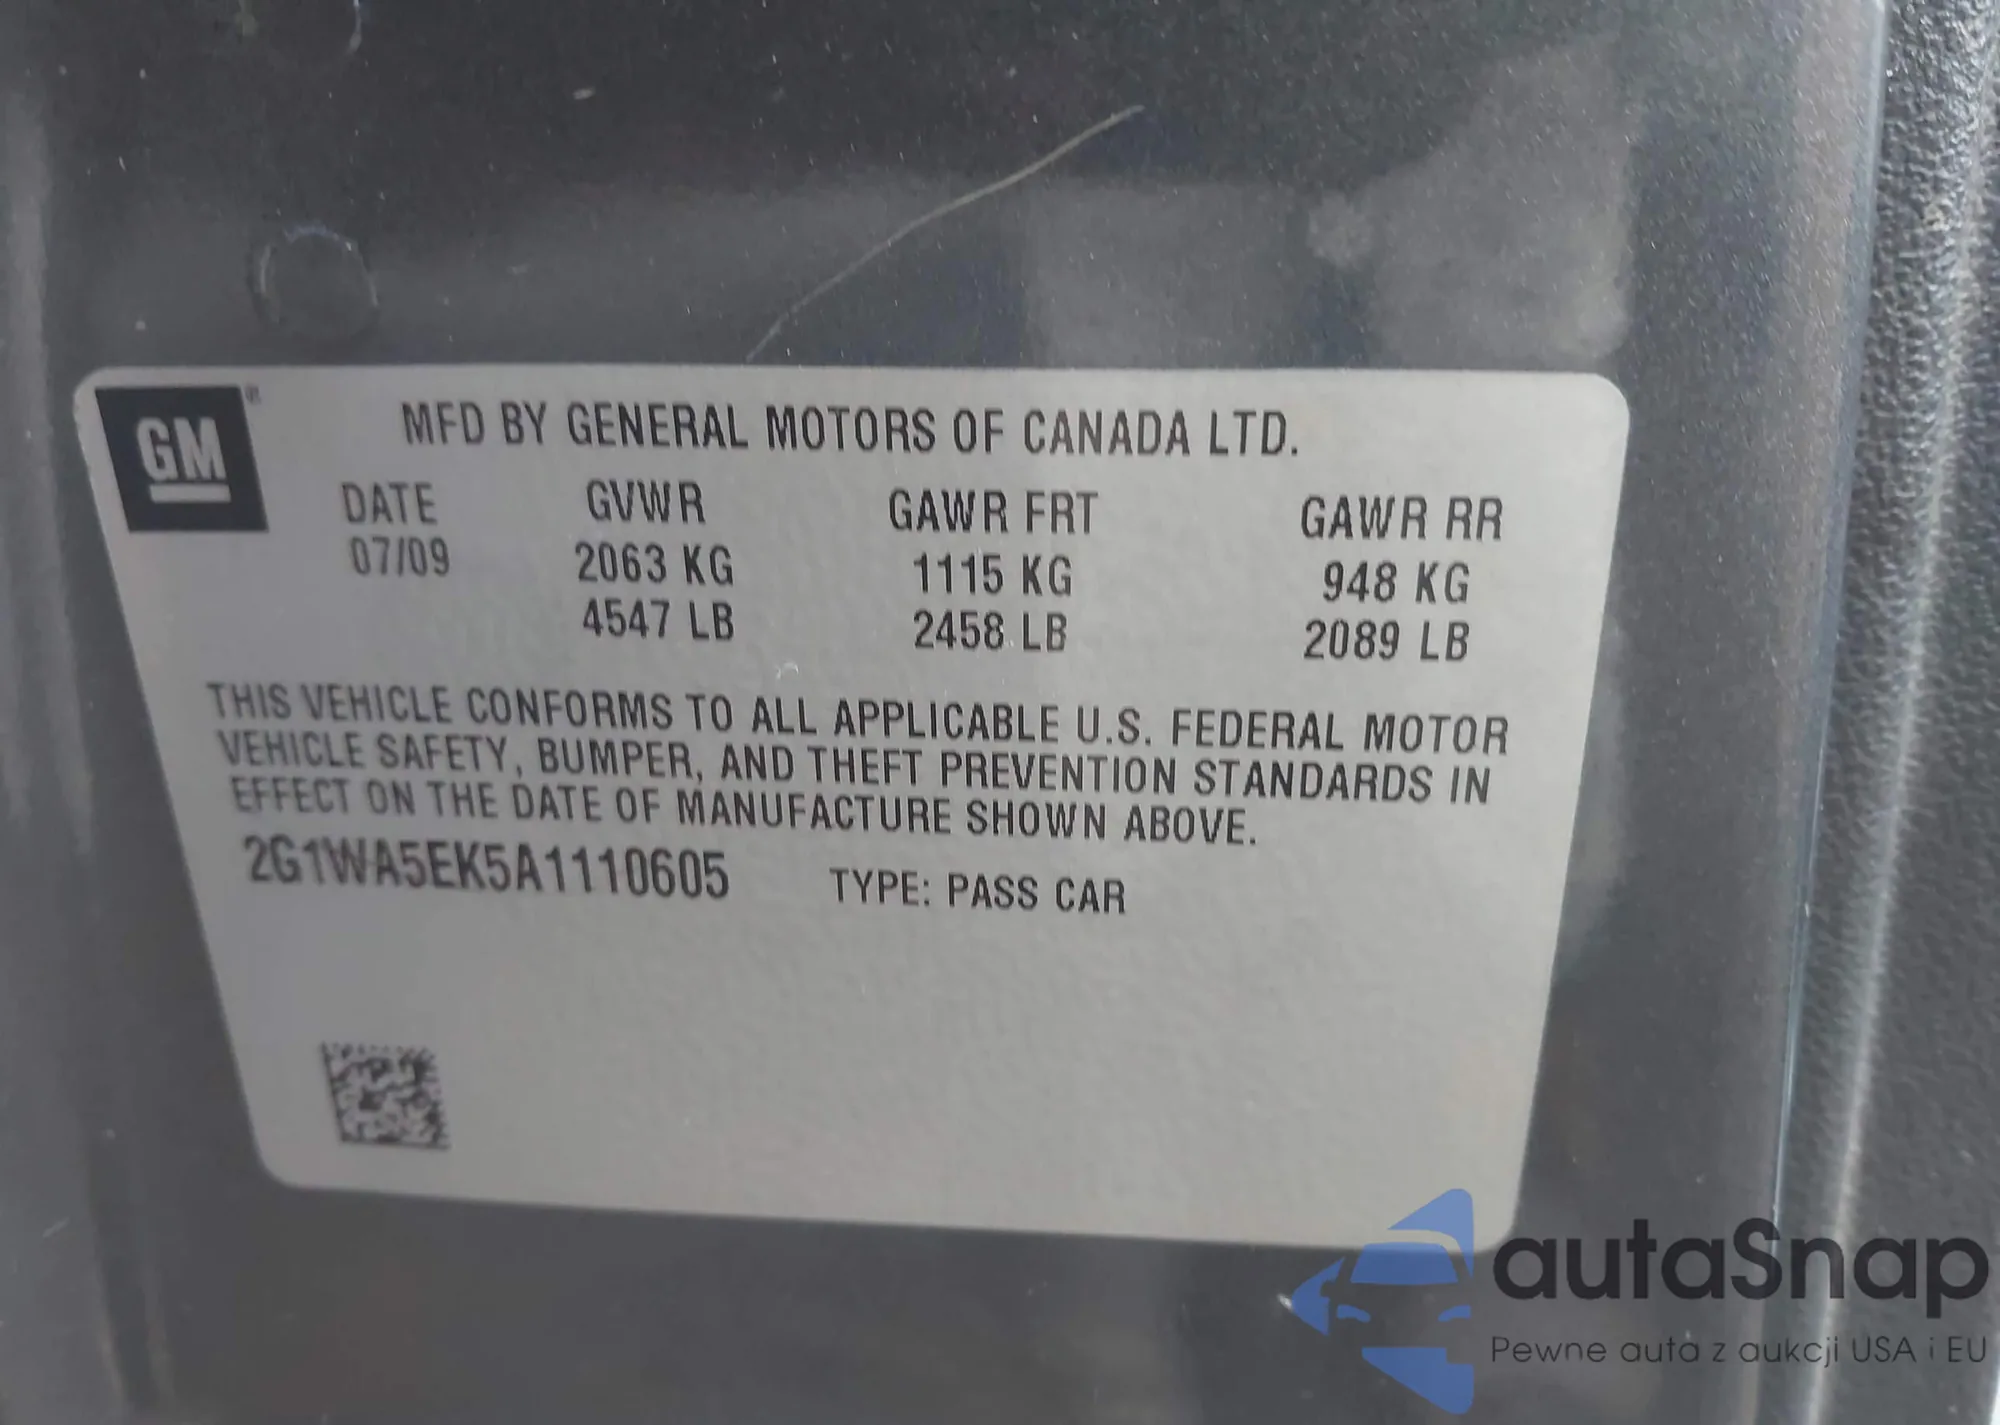 GM
MFD BY GENERAL MOTORS OF CANADA LTD.
DATE GVWR GAWR FRT GAWR RR
07/09 2063 KG 1115 KG 948 KG
4547 LB 2458 LB 2089 LB
THIS VEHICLE CONFORMS TO ALL APPLICABLE U.S. FEDERAL MOTOR
VEHICLE SAFETY, BUMPER, AND THEFT PREVENTION STANDARDS IN
EFFECT ON THE DATE OF MANUFACTURE SHOWN ABOVE.
2G1WA5EK5A1110605 TYPE: PASS CAR
autaSnap
Pewne auta z aukcji USA i EU